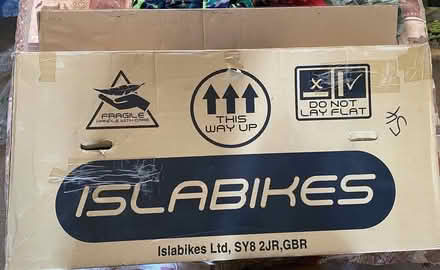 FRAGILE
HANDLE WITH CARE
THIS
WAY UP
DO NOT
LAY FLAT
ISLABIKES
Islabikes Ltd, SY8 2JR,GBR